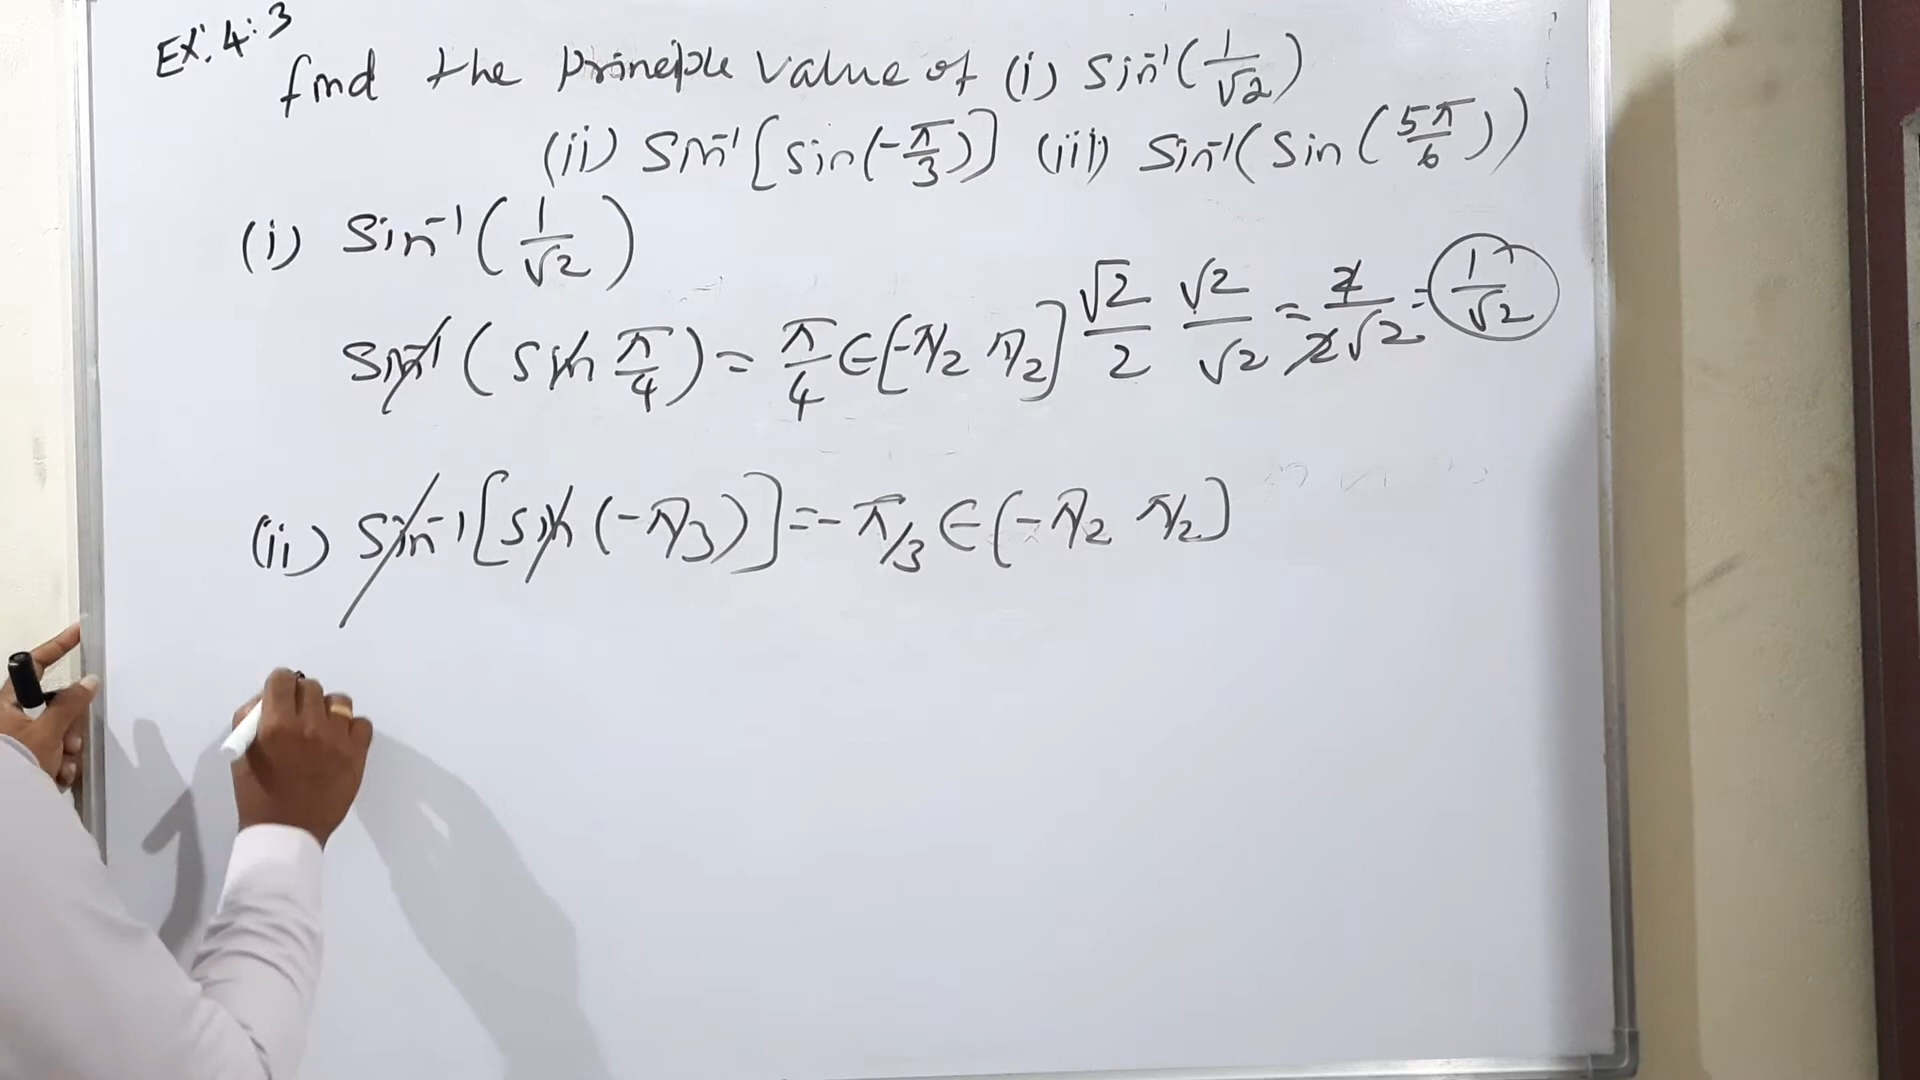 Ex: 4:3
find the principle value of (i) Sin⁻¹(1/√2)
(ii) Sin⁻¹[sin(-π/3)] (iii) Sin⁻¹(Sin(5π/6))
(i) Sin⁻¹(1/√2)
Sin⁻¹(Sin π/4) = π/4 ∈ [-π/2 π/2] √2/2 √2/√2 = 2/2√2 = 1/√2
(ii) Sin⁻¹[Sin(-π/3)] = -π/3 ∈ [-π/2 π/2]